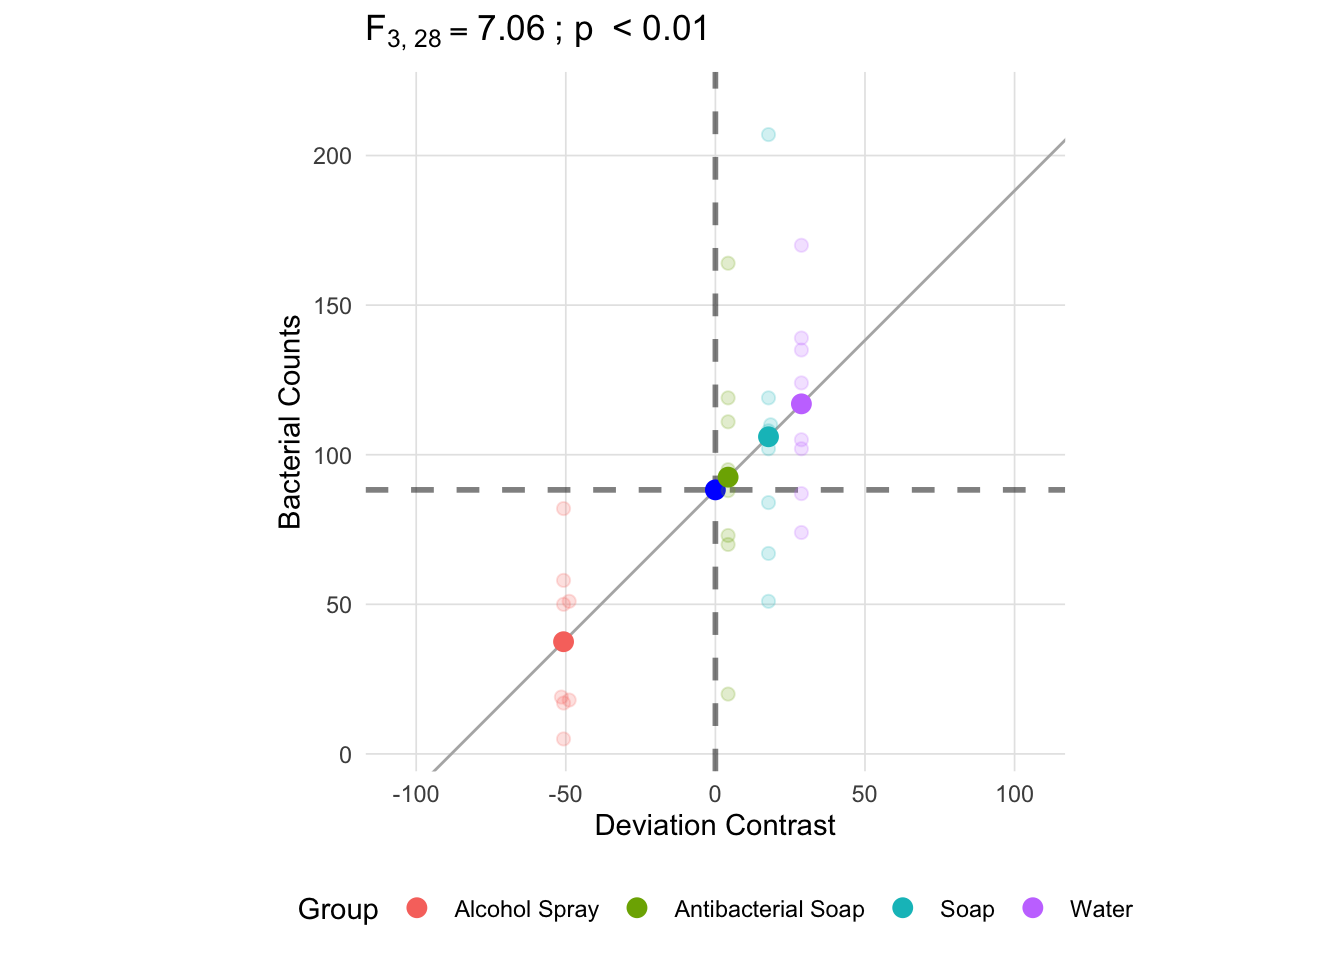 F3, 28 = 7.06 ; p < 0.01
Bacterial Counts
200
150
100
50
0
-100 -50 0 50 100
Deviation Contrast
Group Alcohol Spray Antibacterial Soap Soap Water